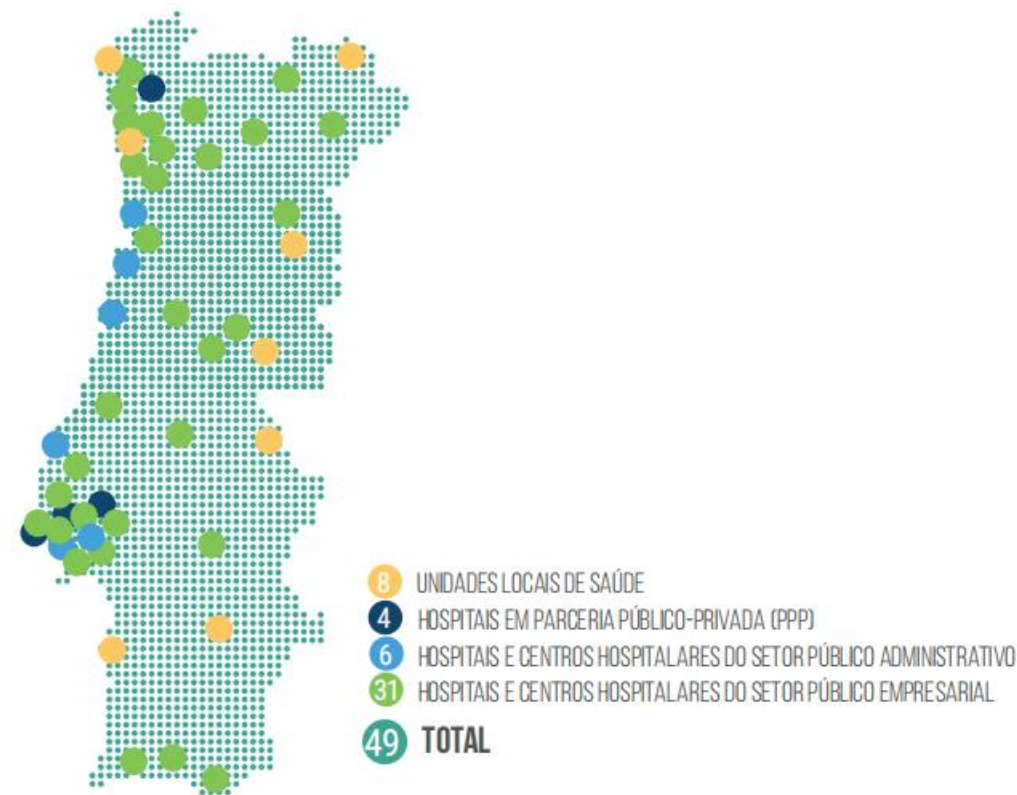 8 UNIDADES LOCAIS DE SAÚDE
4 HOSPITAIS EM PARCERIA PÚBLICO-PRIVADA (PPP)
6 HOSPITAIS E CENTROS HOSPITALARES DO SETOR PÚBLICO ADMINISTRATIVO
31 HOSPITAIS E CENTROS HOSPITALARES DO SETOR PÚBLICO EMPRESARIAL
49 TOTAL